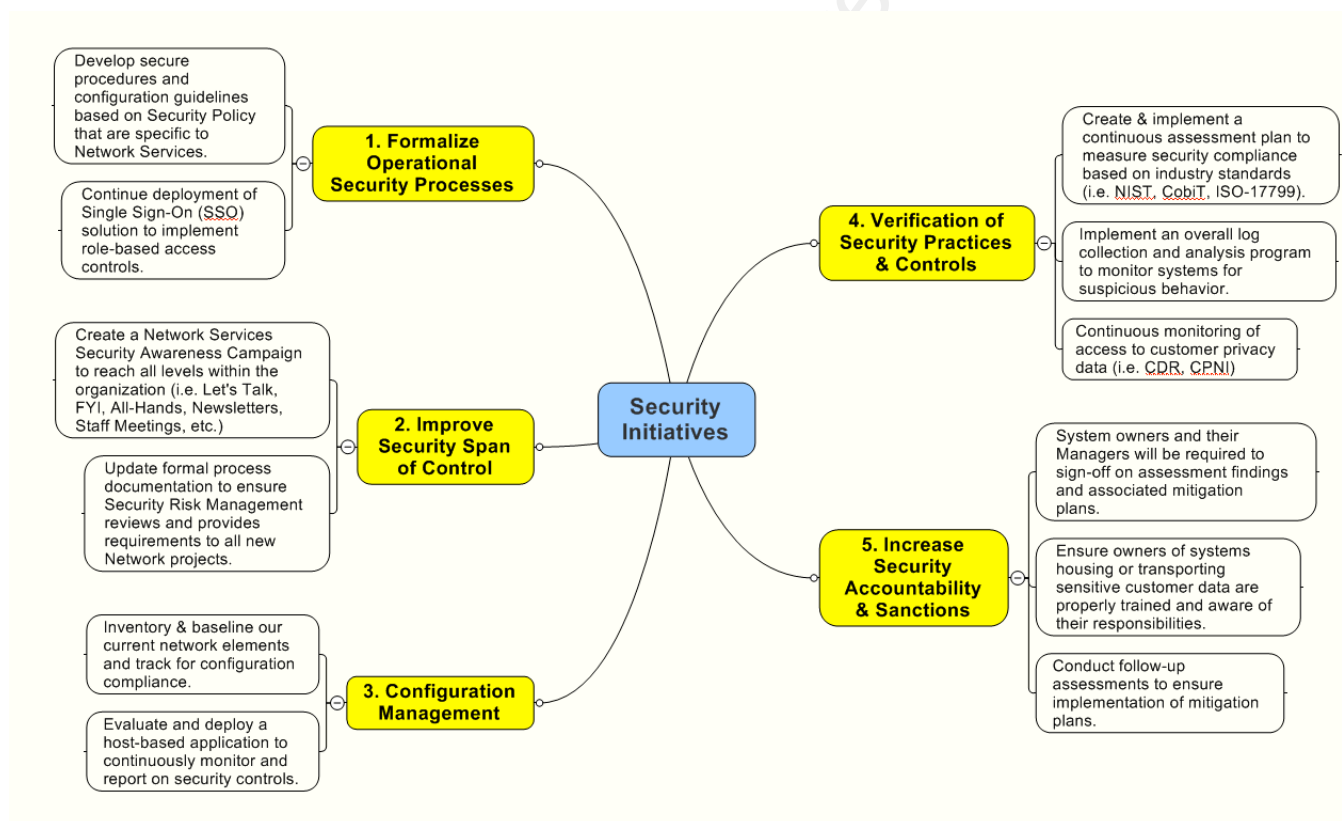 Security
Initiatives
1. Formalize
Operational
Security Processes
Develop secure
procedures and
configuration guidelines
based on Security Policy
that are specific to
Network Services.
Continue deployment of
Single Sign-On (SSO)
solution to implement
role-based access
controls.
2. Improve
Security Span
of Control
Create a Network Services
Security Awareness Campaign
to reach all levels within the
organization (i.e. Let's Talk,
FYI, All-Hands, Newsletters,
Staff Meetings, etc.)
Update formal process
documentation to ensure
Security Risk Management
reviews and provides
requirements to all new
Network projects.
3. Configuration
Management
Inventory & baseline our
current network elements
and track for configuration
compliance.
Evaluate and deploy a
host-based application to
continuously monitor and
report on security controls.
4. Verification of
Security Practices
& Controls
Create & implement a
continuous assessment plan to
measure security compliance
based on industry standards
(i.e. NIST, CobiT, ISO-17799).
Implement an overall log
collection and analysis program
to monitor systems for
suspicious behavior.
Continuous monitoring of
access to customer privacy
data (i.e. CDR, CPNI)
5. Increase
Security
Accountability
& Sanctions
System owners and their
Managers will be required to
sign-off on assessment findings
and associated mitigation
plans.
Ensure owners of systems
housing or transporting
sensitive customer data are
properly trained and aware of
their responsibilities.
Conduct follow-up
assessments to ensure
implementation of mitigation
plans.